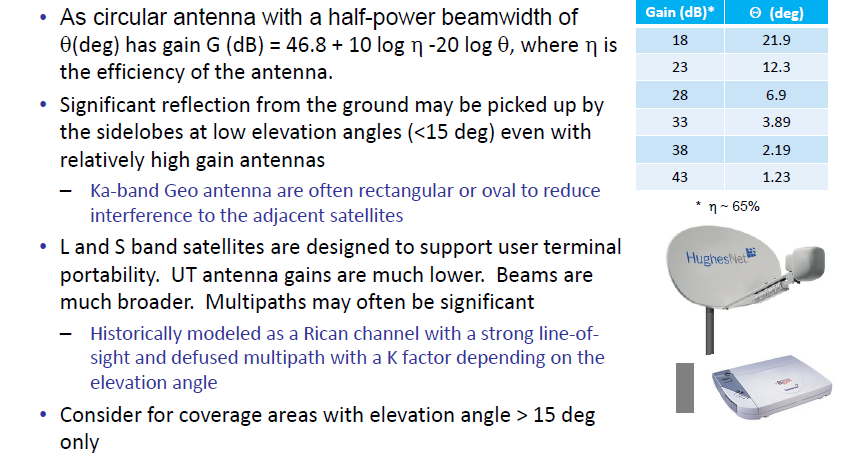 • As circular antenna with a half-power beamwidth of
θ(deg) has gain G (dB) = 46.8 + 10 log η -20 log θ, where η is
the efficiency of the antenna.
• Significant reflection from the ground may be picked up by
the sidelobes at low elevation angles (<15 deg) even with
relatively high gain antennas
– Ka-band Geo antenna are often rectangular or oval to reduce
interference to the adjacent satellites
• L and S band satellites are designed to support user terminal
portability. UT antenna gains are much lower. Beams are
much broader. Multipaths may often be significant
– Historically modeled as a Rican channel with a strong line-of-
sight and defused multipath with a K factor depending on the
elevation angle
• Consider for coverage areas with elevation angle > 15 deg
only
Gain (dB)* Θ (deg)
18 21.9
23 12.3
28 6.9
33 3.89
38 2.19
43 1.23
* η ~ 65%
HughesNet